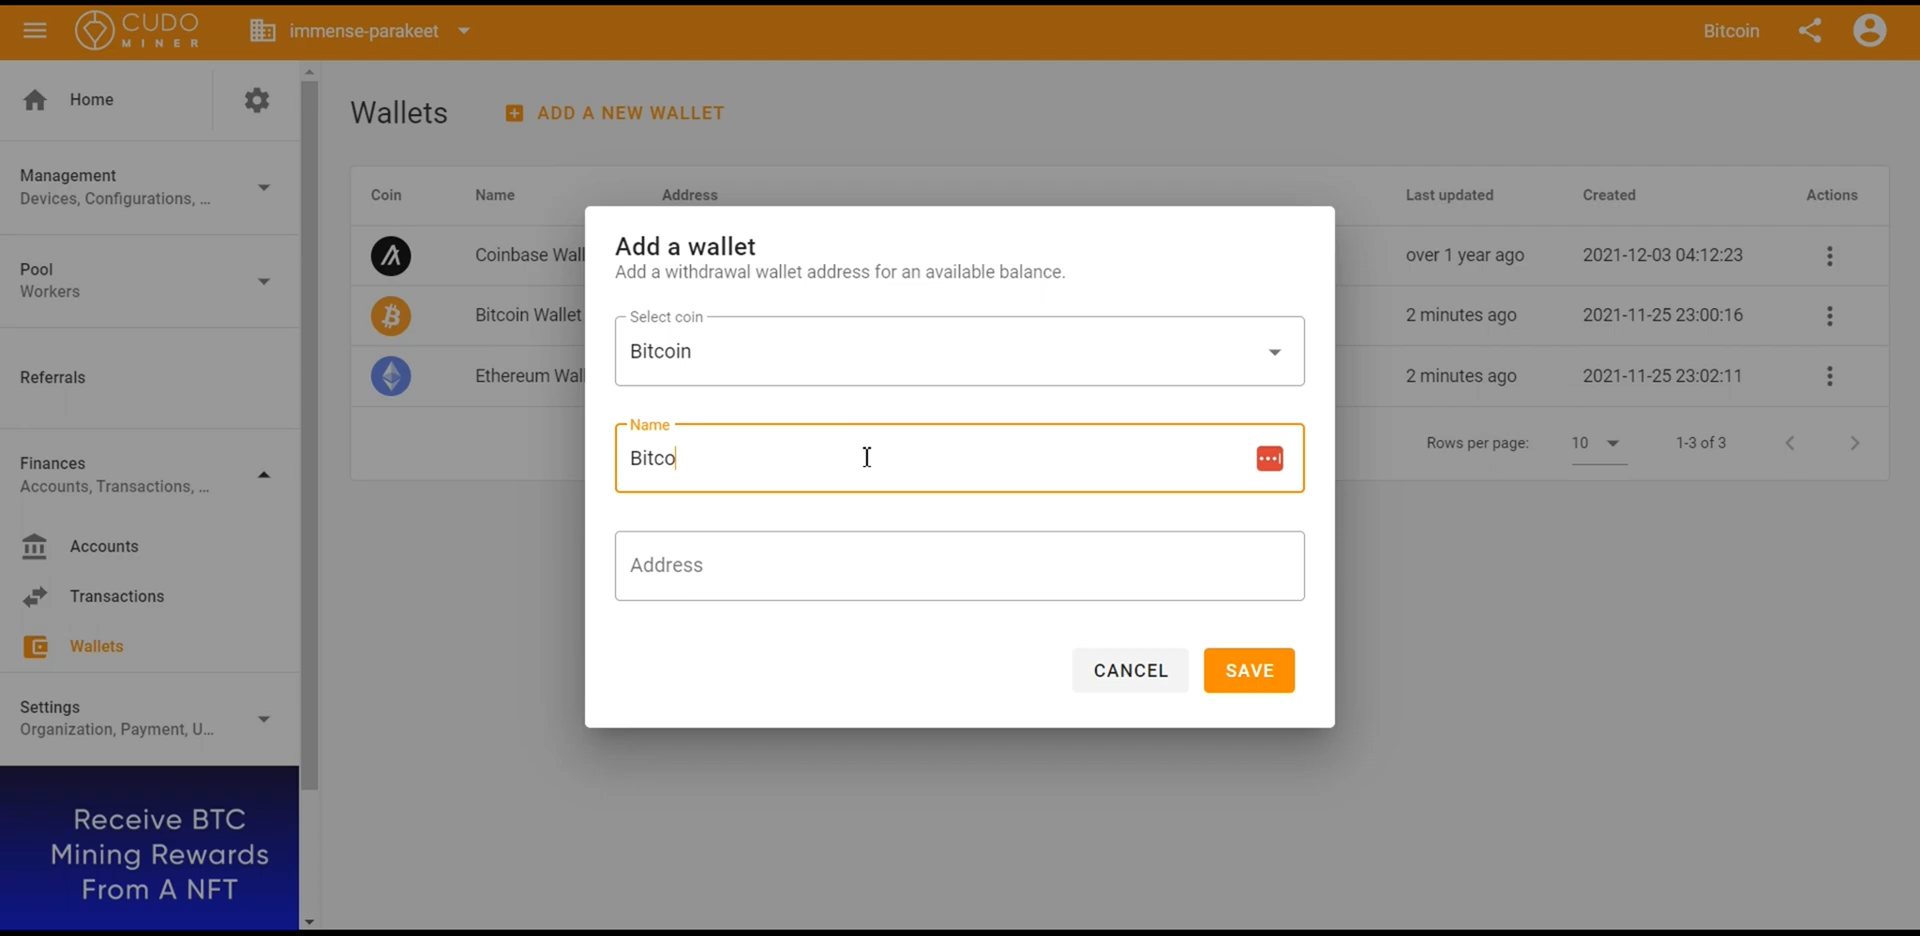 CUDO
MINER
immense-parakeet
Bitcoin
Home
Management
Devices, Configurations, ...
Pool
Workers
Referrals
Finances
Accounts, Transactions, ...
Accounts
Transactions
Wallets
Settings
Organization, Payment, U...
Receive BTC
Mining Rewards
From A NFT
Wallets
ADD A NEW WALLET
Coin Name Address Last updated Created Actions
Coinbase Wall over 1 year ago 2021-12-03 04:12:23
Bitcoin Wallet 2 minutes ago 2021-11-25 23:00:16
Ethereum Wall 2 minutes ago 2021-11-25 23:02:11
Rows per page: 10 1-3 of 3
Add a wallet
Add a withdrawal wallet address for an available balance.
Select coin
Bitcoin
Name
Bitco
Address
CANCEL SAVE